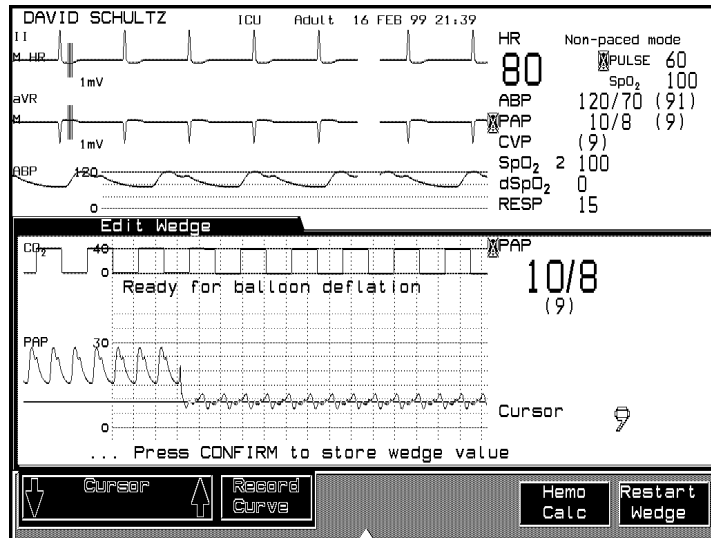 DAVID SCHULTZ ICU Adult 16 FEB 99 21:39
II
M HR
1mV
aVR
M
1mV
ABP 120
0
HR Non-paced mode
80
PULSE 60
SpO₂ 100
ABP 120/70 (91)
PAP 10/8 (9)
CVP (9)
SpO₂ 2 100
dSpO₂ 0
RESP 15
Edit Wedge
CO₂ 40
0
Ready for balloon deflation
PAP 30
0
PAP
10/8
(9)
Cursor 9
... Press CONFIRM to store wedge value
Cursor
Record
Curve
Hemo
Calc
Restart
Wedge